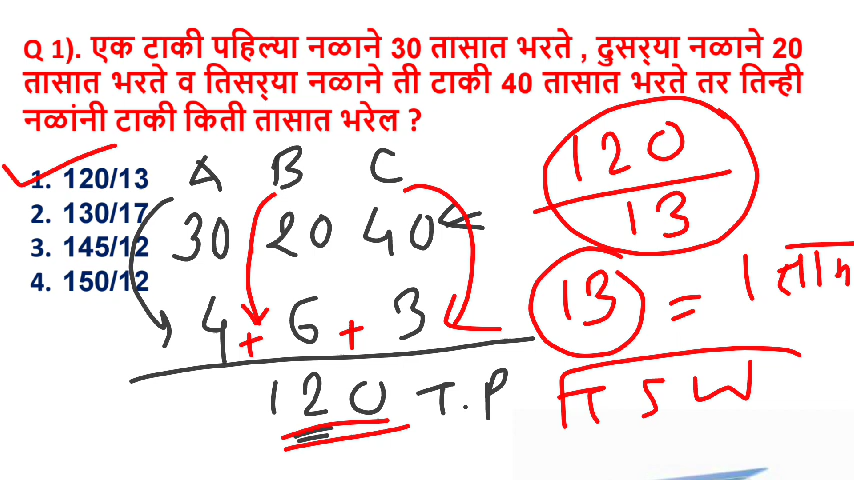 Q 1). एक टाकी पहिल्या नळाने 30 तासात भरते , दुसऱ्या नळाने 20
तासात भरते व तिसऱ्या नळाने ती टाकी 40 तासात भरते तर तिन्ही
नळांनी टाकी किती तासात भरेल ?
1. 120/13
2. 130/17
3. 145/12
4. 150/12
A B C
30 20 40
4 + 6 + 3
120 T.P
120
13
13 = 1 तास